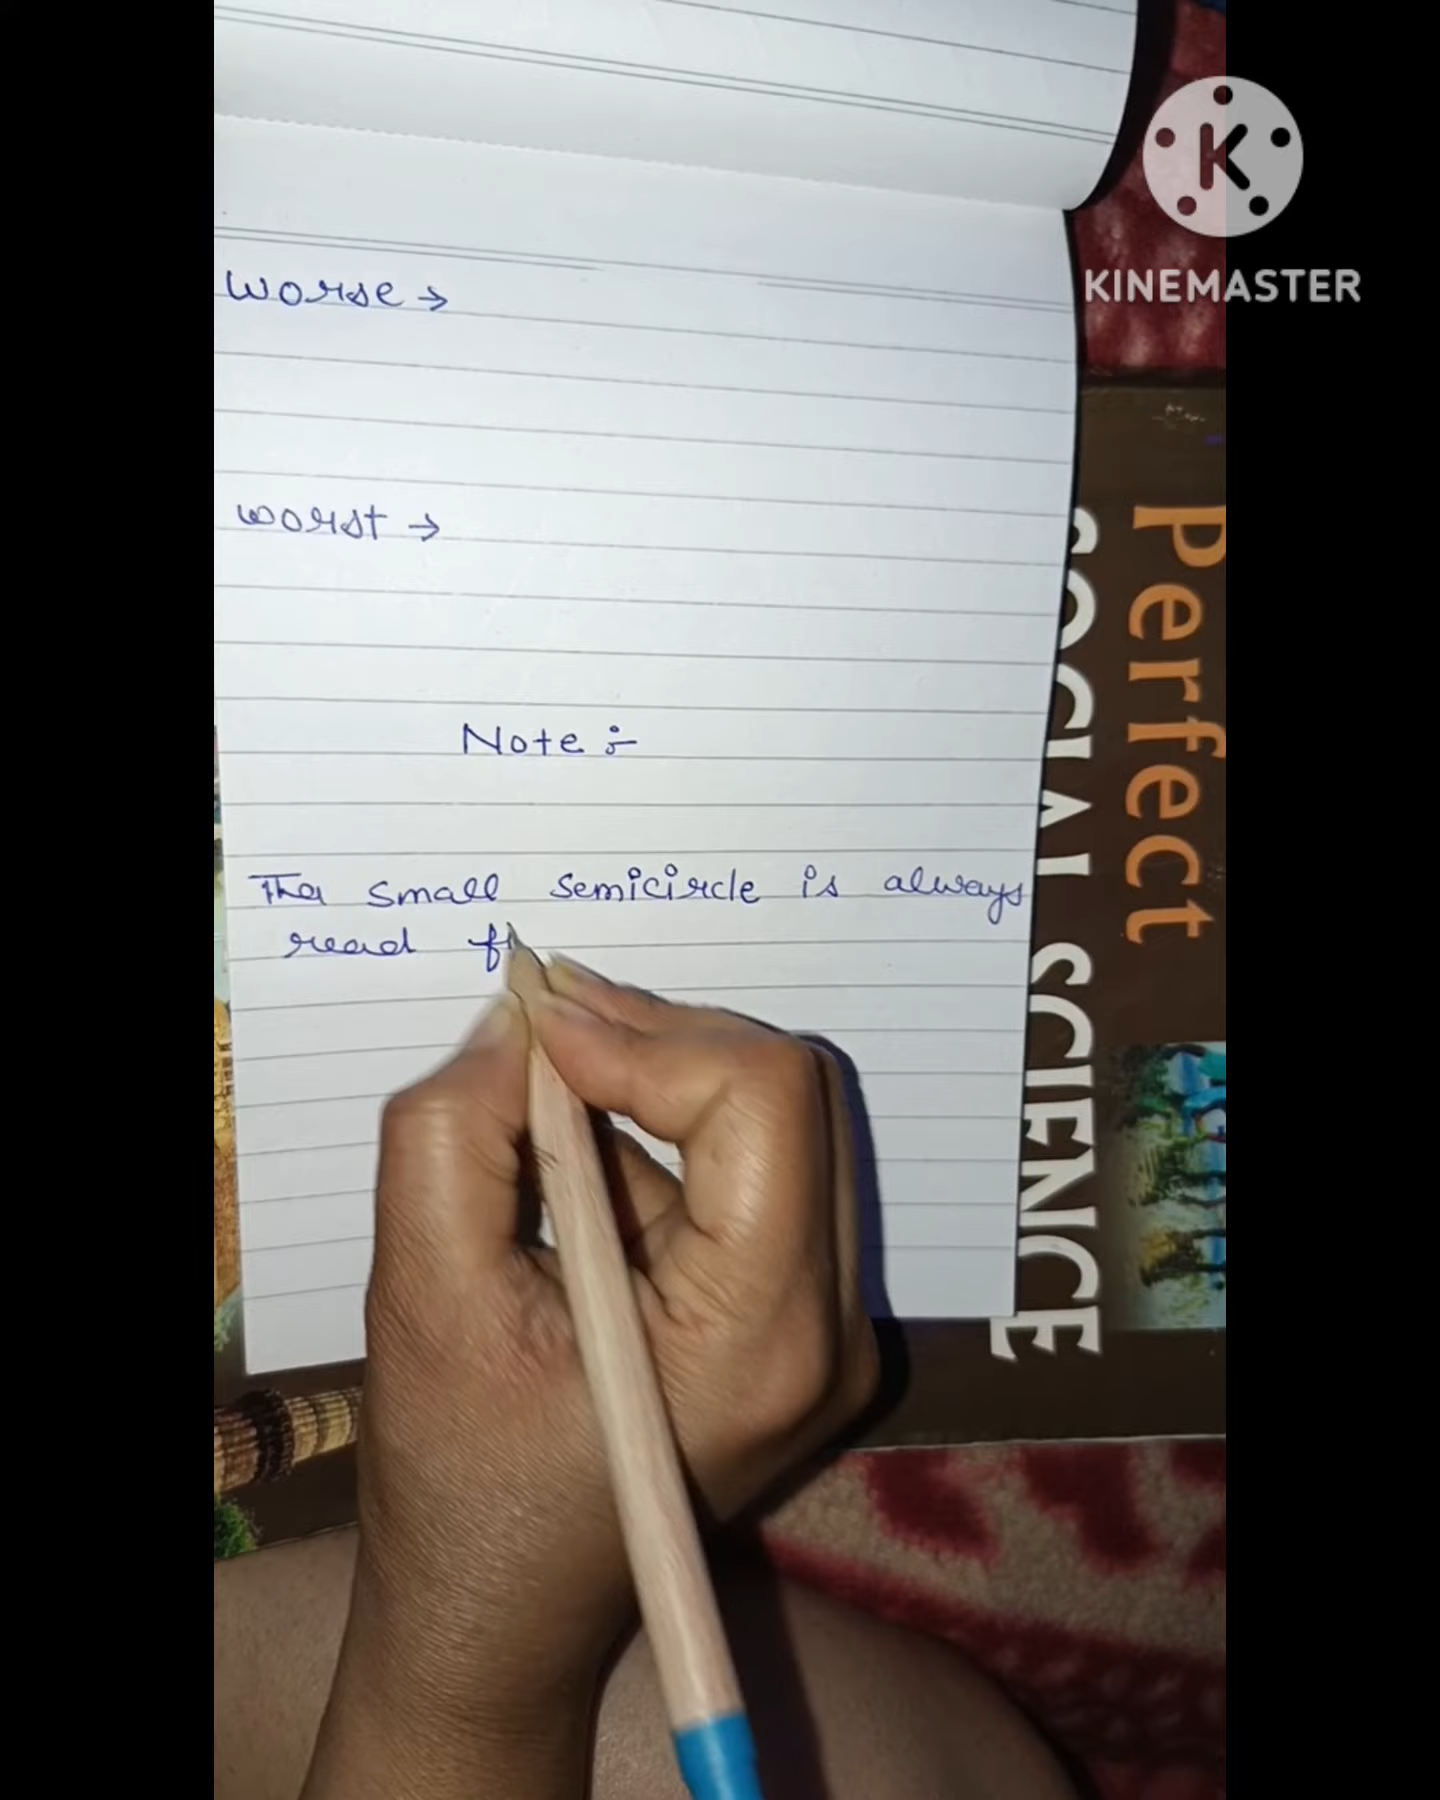 KINEMASTER
worse →
worst →
Note :-
The small semicircle is always
read
Perfect
SOCIAL SCIENCE